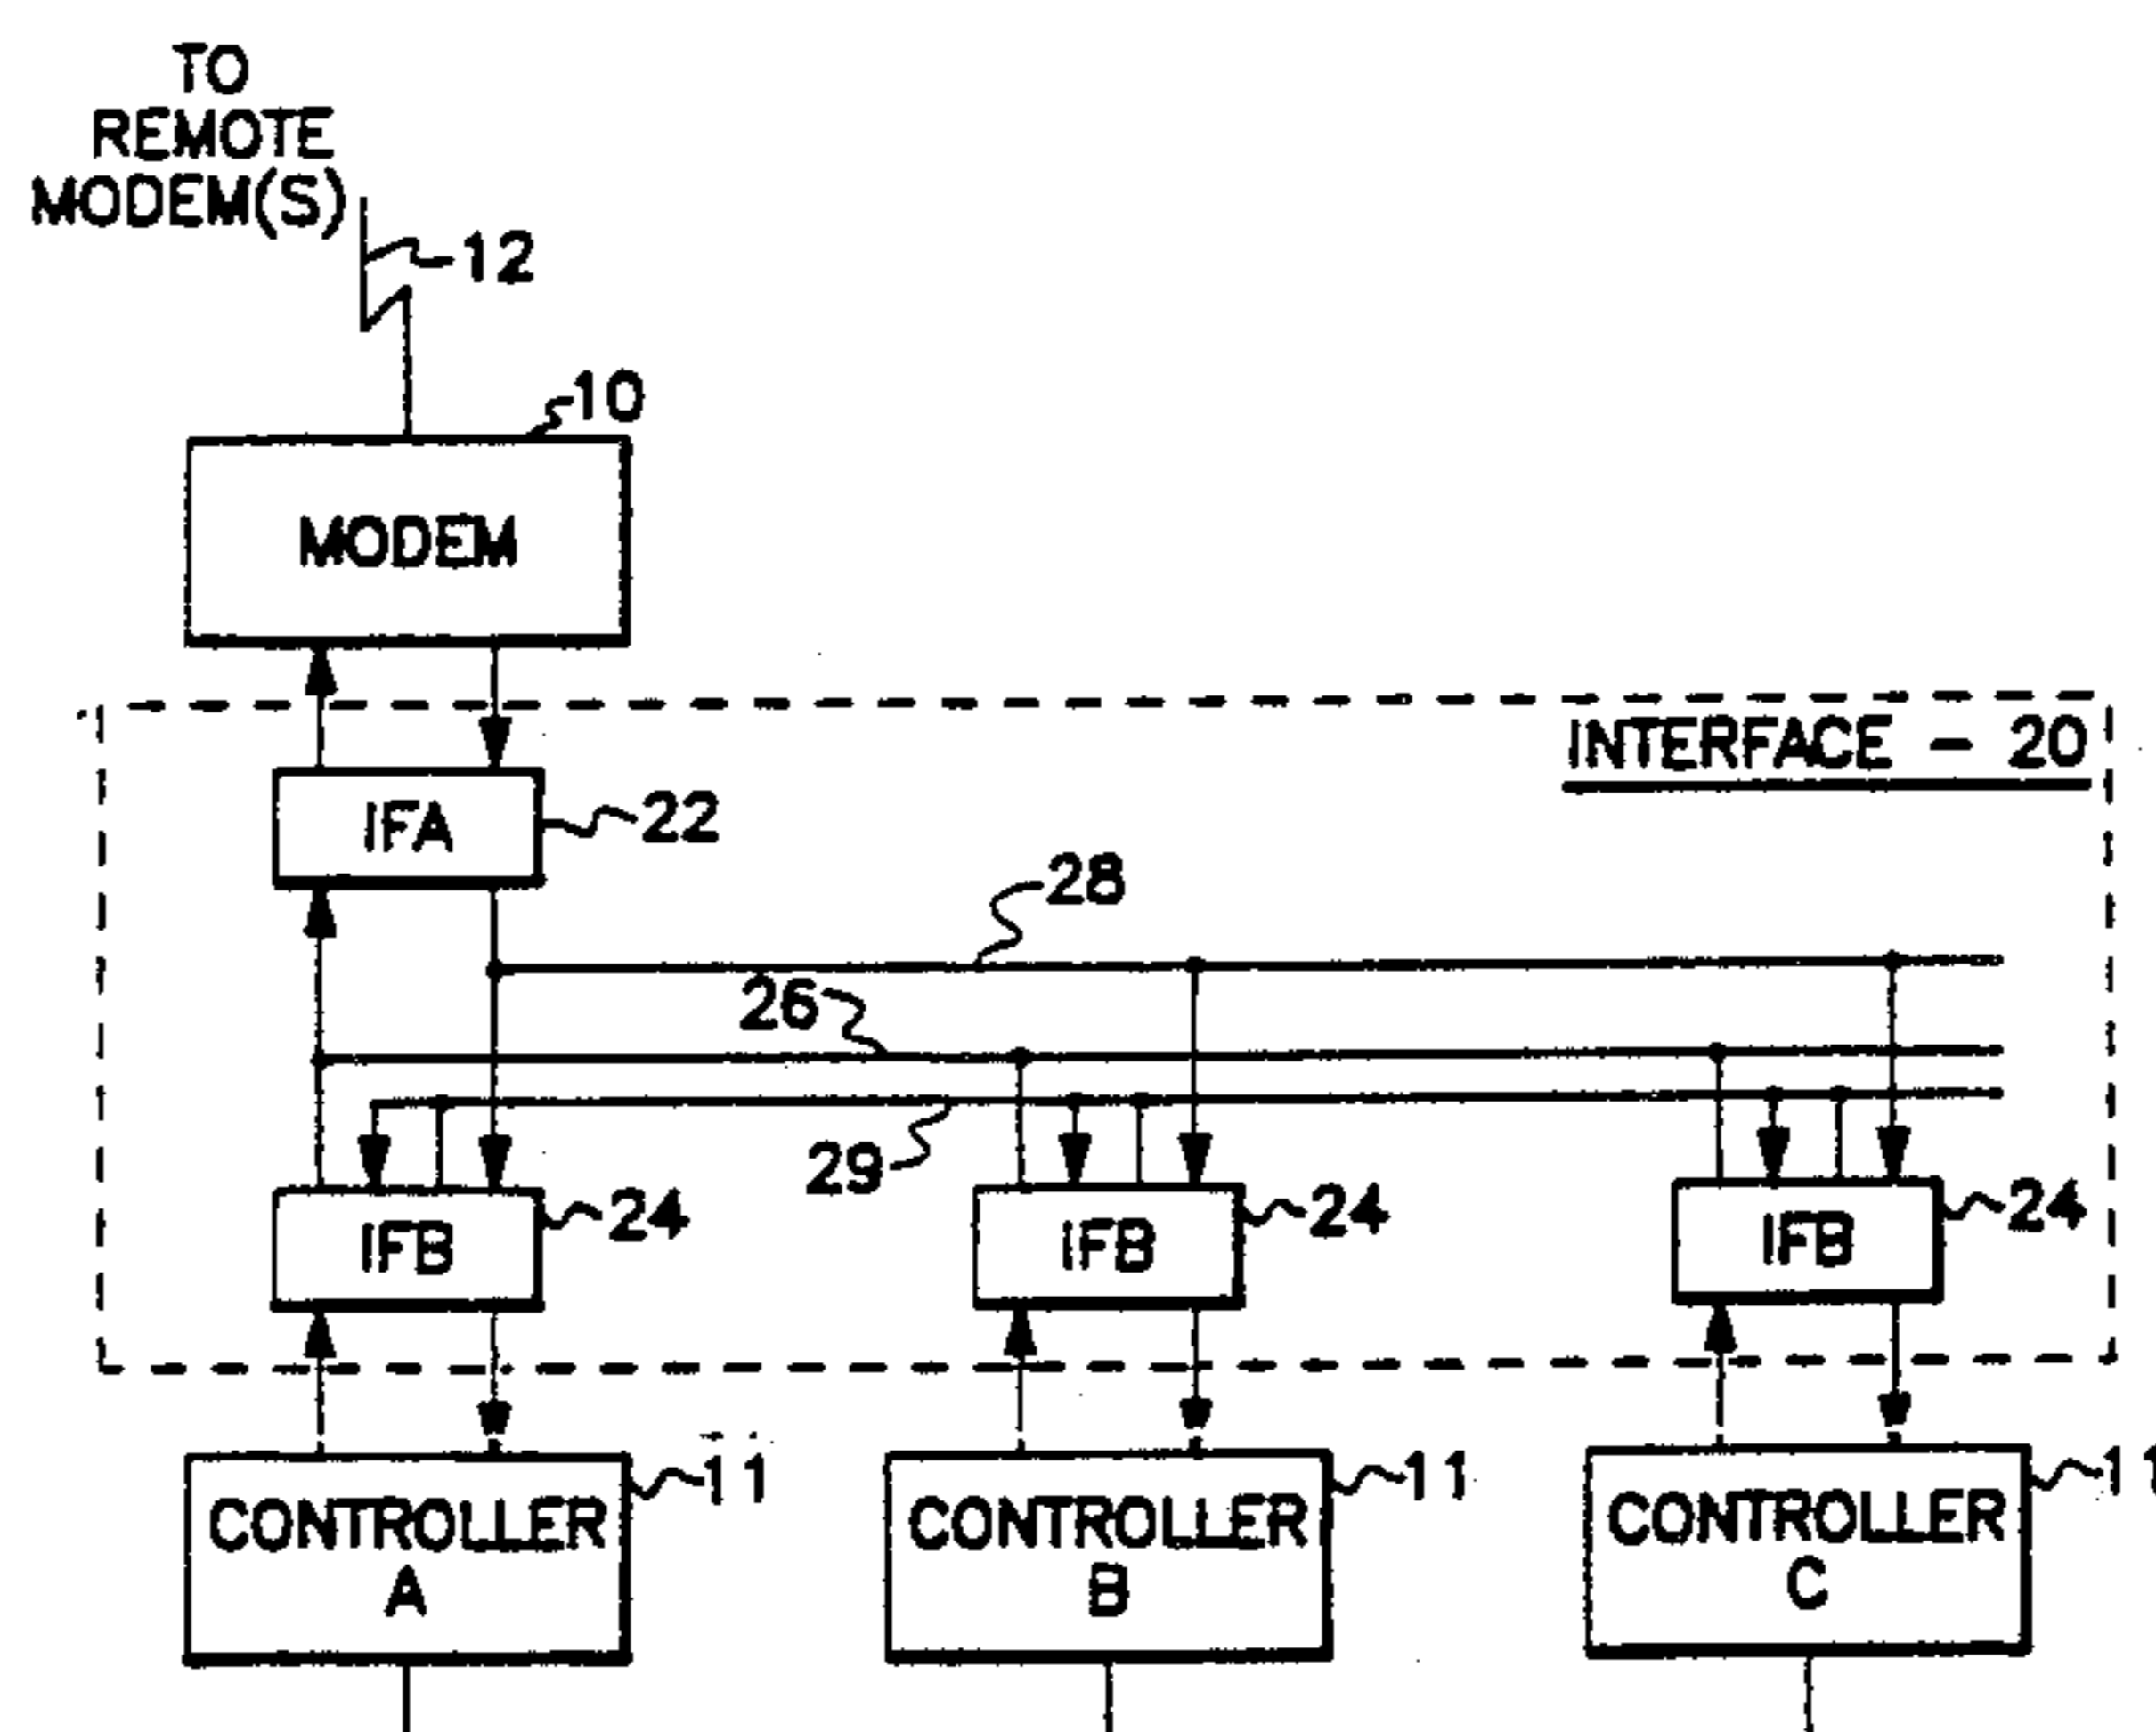 TO
REMOTE
MODEM(S)
12
10
MODEM
INTERFACE - 20
IFA
22
28
26
29
IFB
24
IFB
24
IFB
24
CONTROLLER
A
11
CONTROLLER
B
11
CONTROLLER
C
11